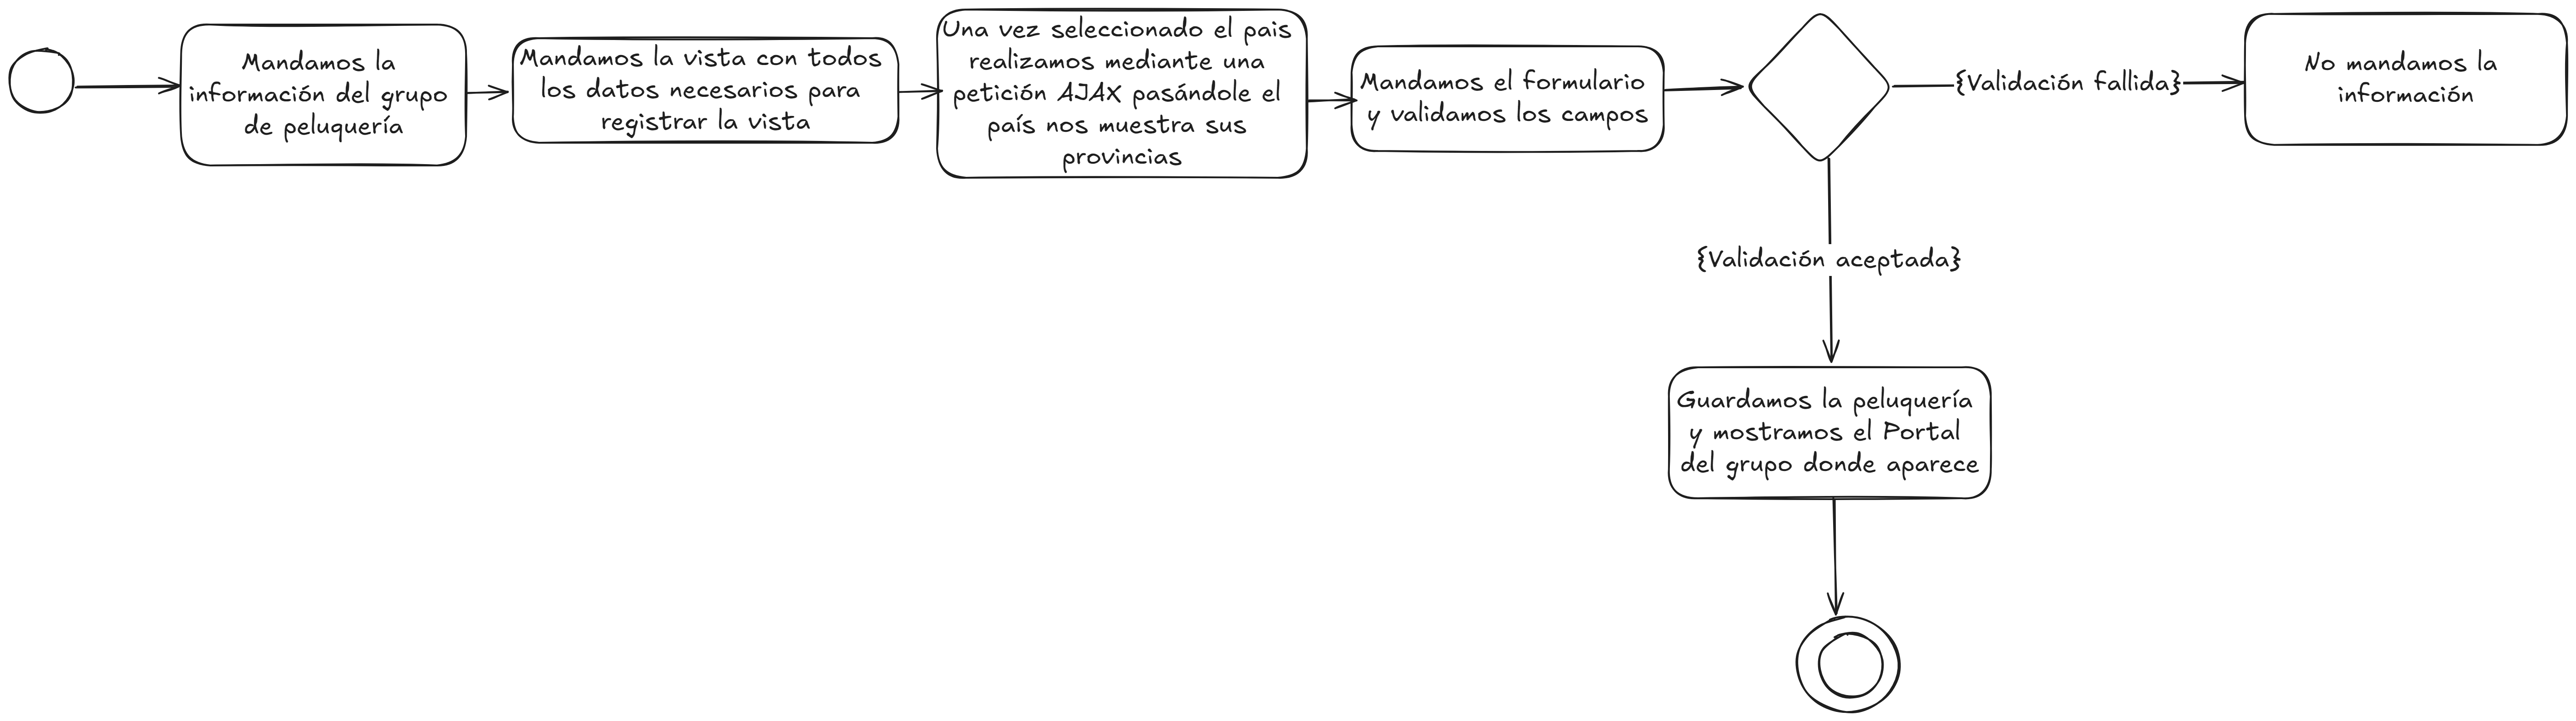 Mandamos la
información del grupo
de peluquería
Mandamos la vista con todos
los datos necesarios para
registrar la vista
Una vez seleccionado el pais
realizamos mediante una
petición AJAX pasándole el
país nos muestra sus
provincias
Mandamos el formulario
y validamos los campos
{Validación fallida}
No mandamos la
información
{Validación aceptada}
Guardamos la peluquería
y mostramos el Portal
del grupo donde aparece